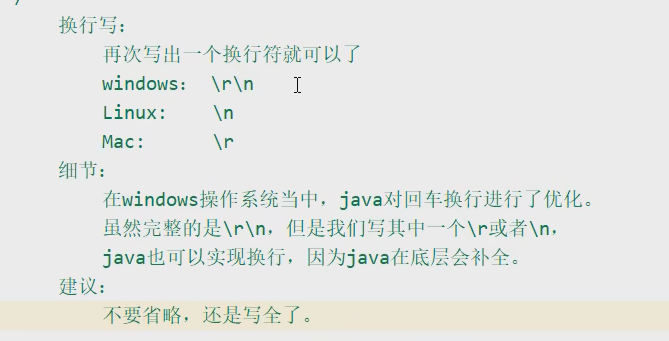 /
换行写:
再次写出一个换行符就可以了
windows: \r\n
Linux: \n
Mac: \r
细节:
在windows操作系统当中，java对回车换行进行了优化。
虽然完整的是\r\n，但是我们写其中一个\r或者\n，
java也可以实现换行，因为java在底层会补全。
建议:
不要省略，还是写全了。